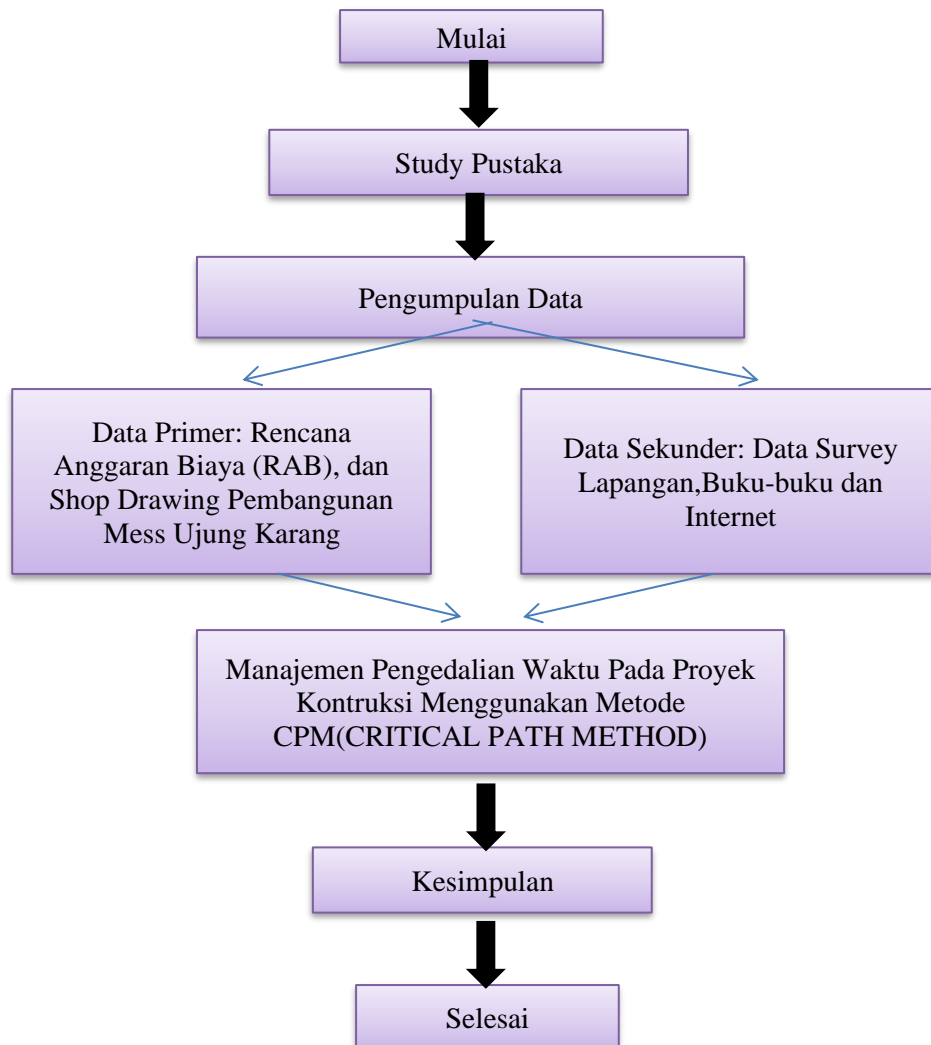 Mulai
Study Pustaka
Pengumpulan Data
Data Primer: Rencana
Anggaran Biaya (RAB), dan
Shop Drawing Pembangunan
Mess Ujung Karang
Data Sekunder: Data Survey
Lapangan,Buku-buku dan
Internet
Manajemen Pengedalian Waktu Pada Proyek
Kontruksi Menggunakan Metode
CPM(CRITICAL PATH METHOD)
Kesimpulan
Selesai